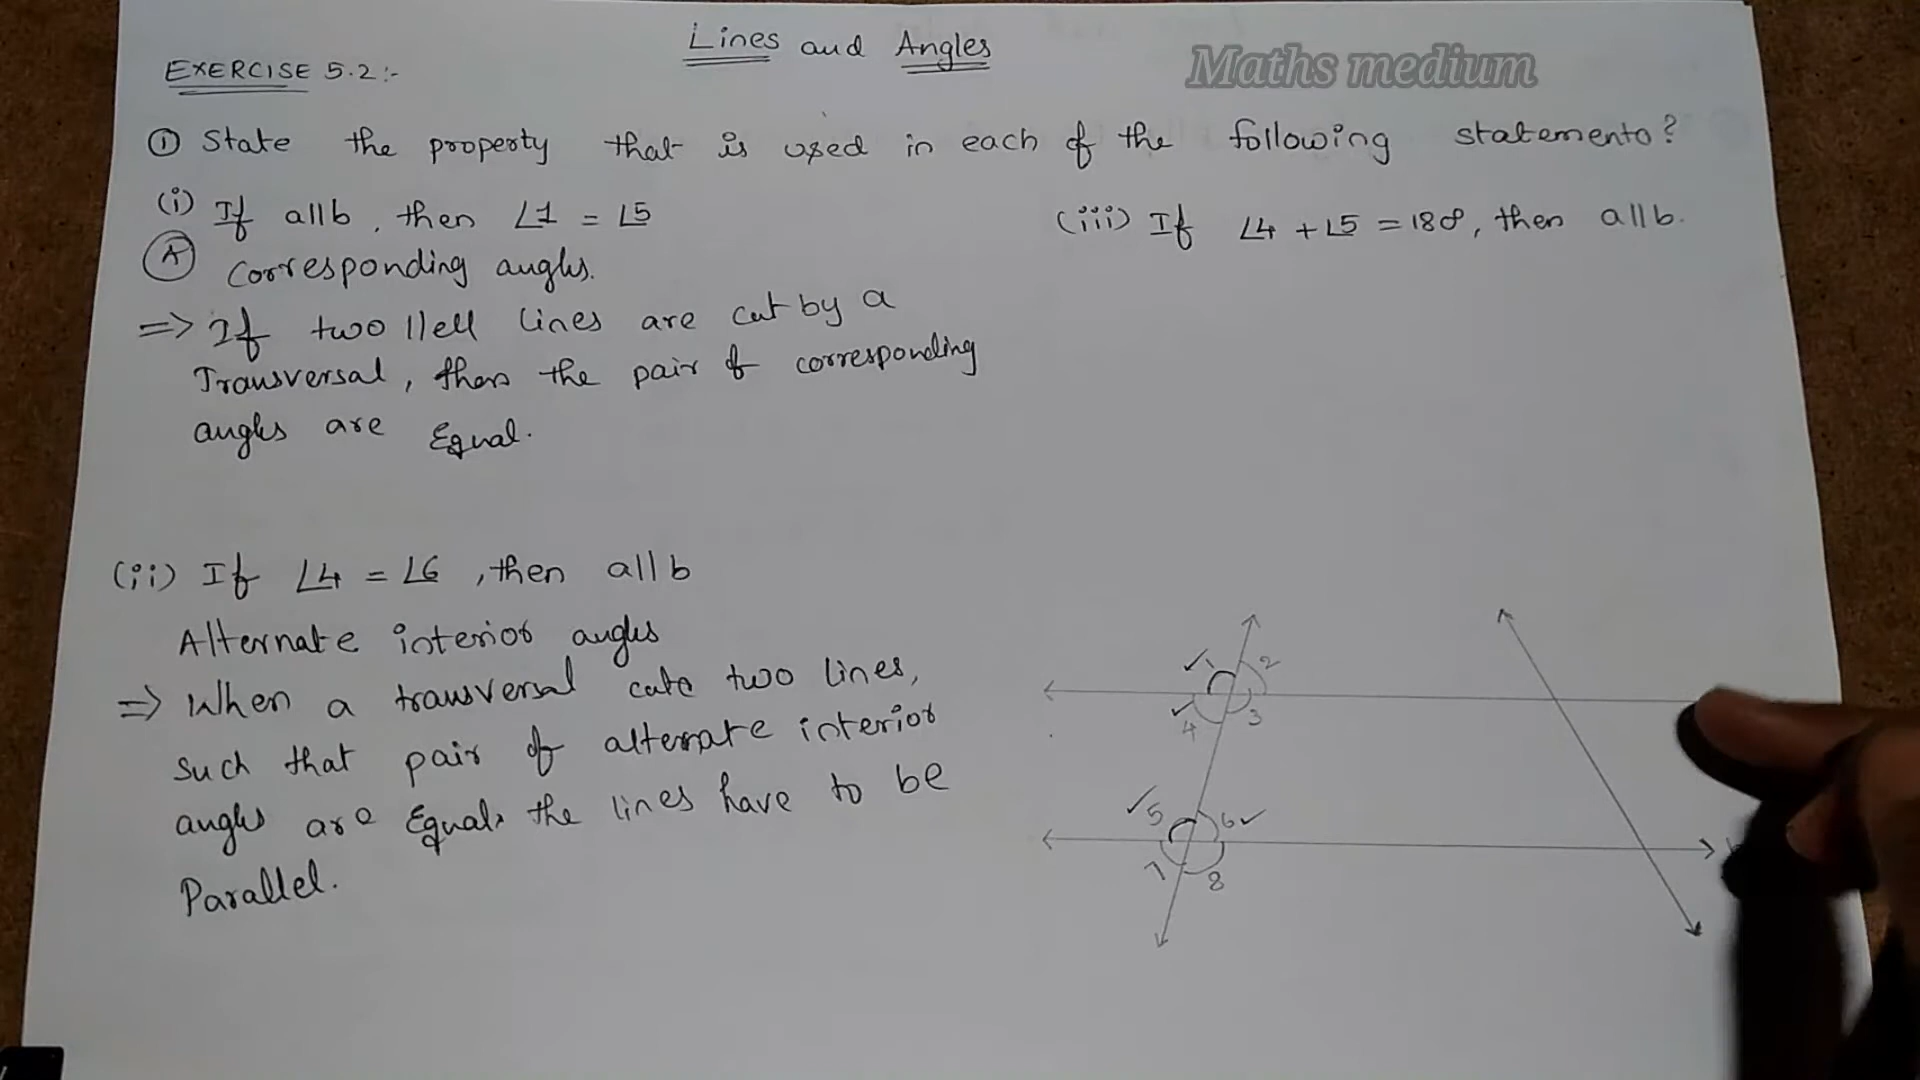 Lines and Angles
Maths medium
EXERCISE 5.2:-
① State the property that is used in each of the following statements?
(i) If a||b, then ∠1 = ∠5
(A) Corresponding angles.
=> If two ||ell lines are cut by a
Transversal, then the pair of corresponding
angles are Equal.
(ii) If ∠4 = ∠6, then a||b
Alternate interior angles
=> When a transversal cuts two lines,
such that pair of alternate interior
angles are Equal, the lines have to be
Parallel.
(iii) If ∠4 + ∠5 = 180, then a||b.
1 2
4 3
5 6
7 8